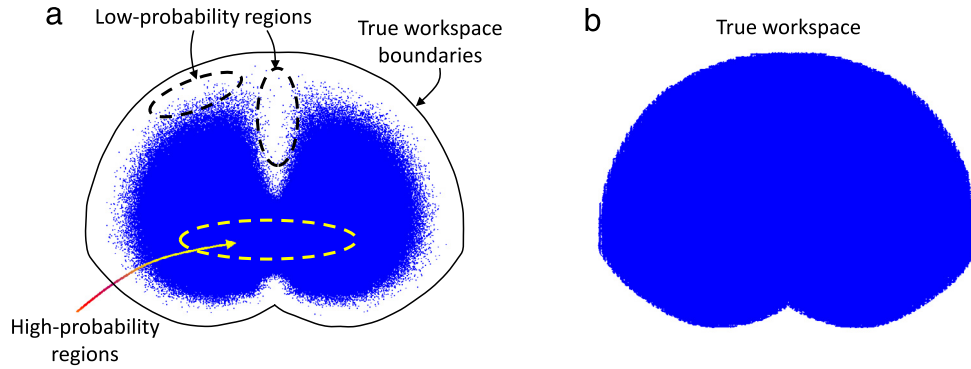 a
Low-probability regions
True workspace
boundaries
High-probability
regions
b
True workspace